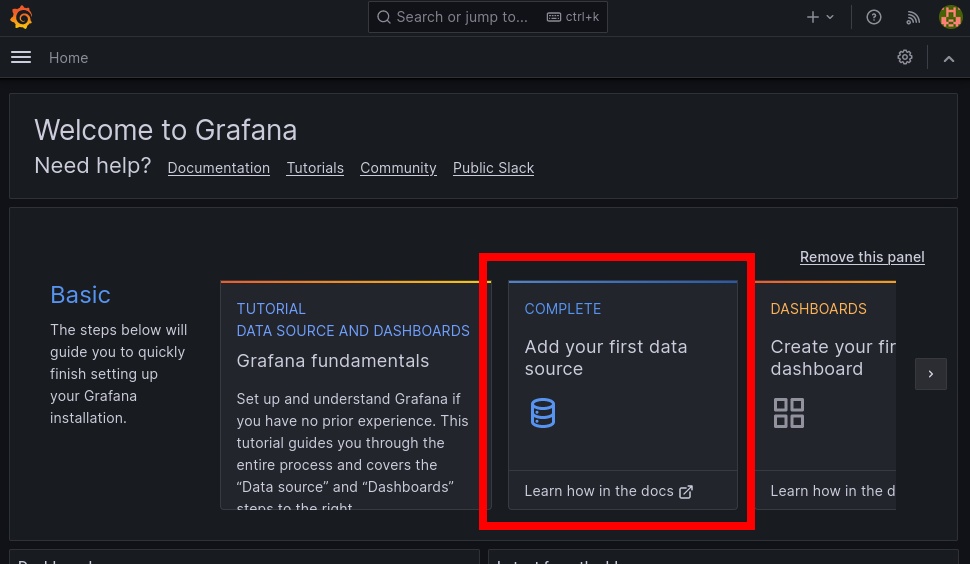 Search or jump to...
ctrl+k
Home
Welcome to Grafana
Need help?
Documentation
Tutorials
Community
Public Slack
Remove this panel
Basic
The steps below will
guide you to quickly
finish setting up
your Grafana
installation.
TUTORIAL
DATA SOURCE AND DASHBOARDS
Grafana fundamentals
Set up and understand Grafana if
you have no prior experience. This
tutorial guides you through the
entire process and covers the
“Data source” and “Dashboards”
steps to the right.
COMPLETE
Add your first data
source
Learn how in the docs
DASHBOARDS
Create your fir
dashboard
Learn how in the d